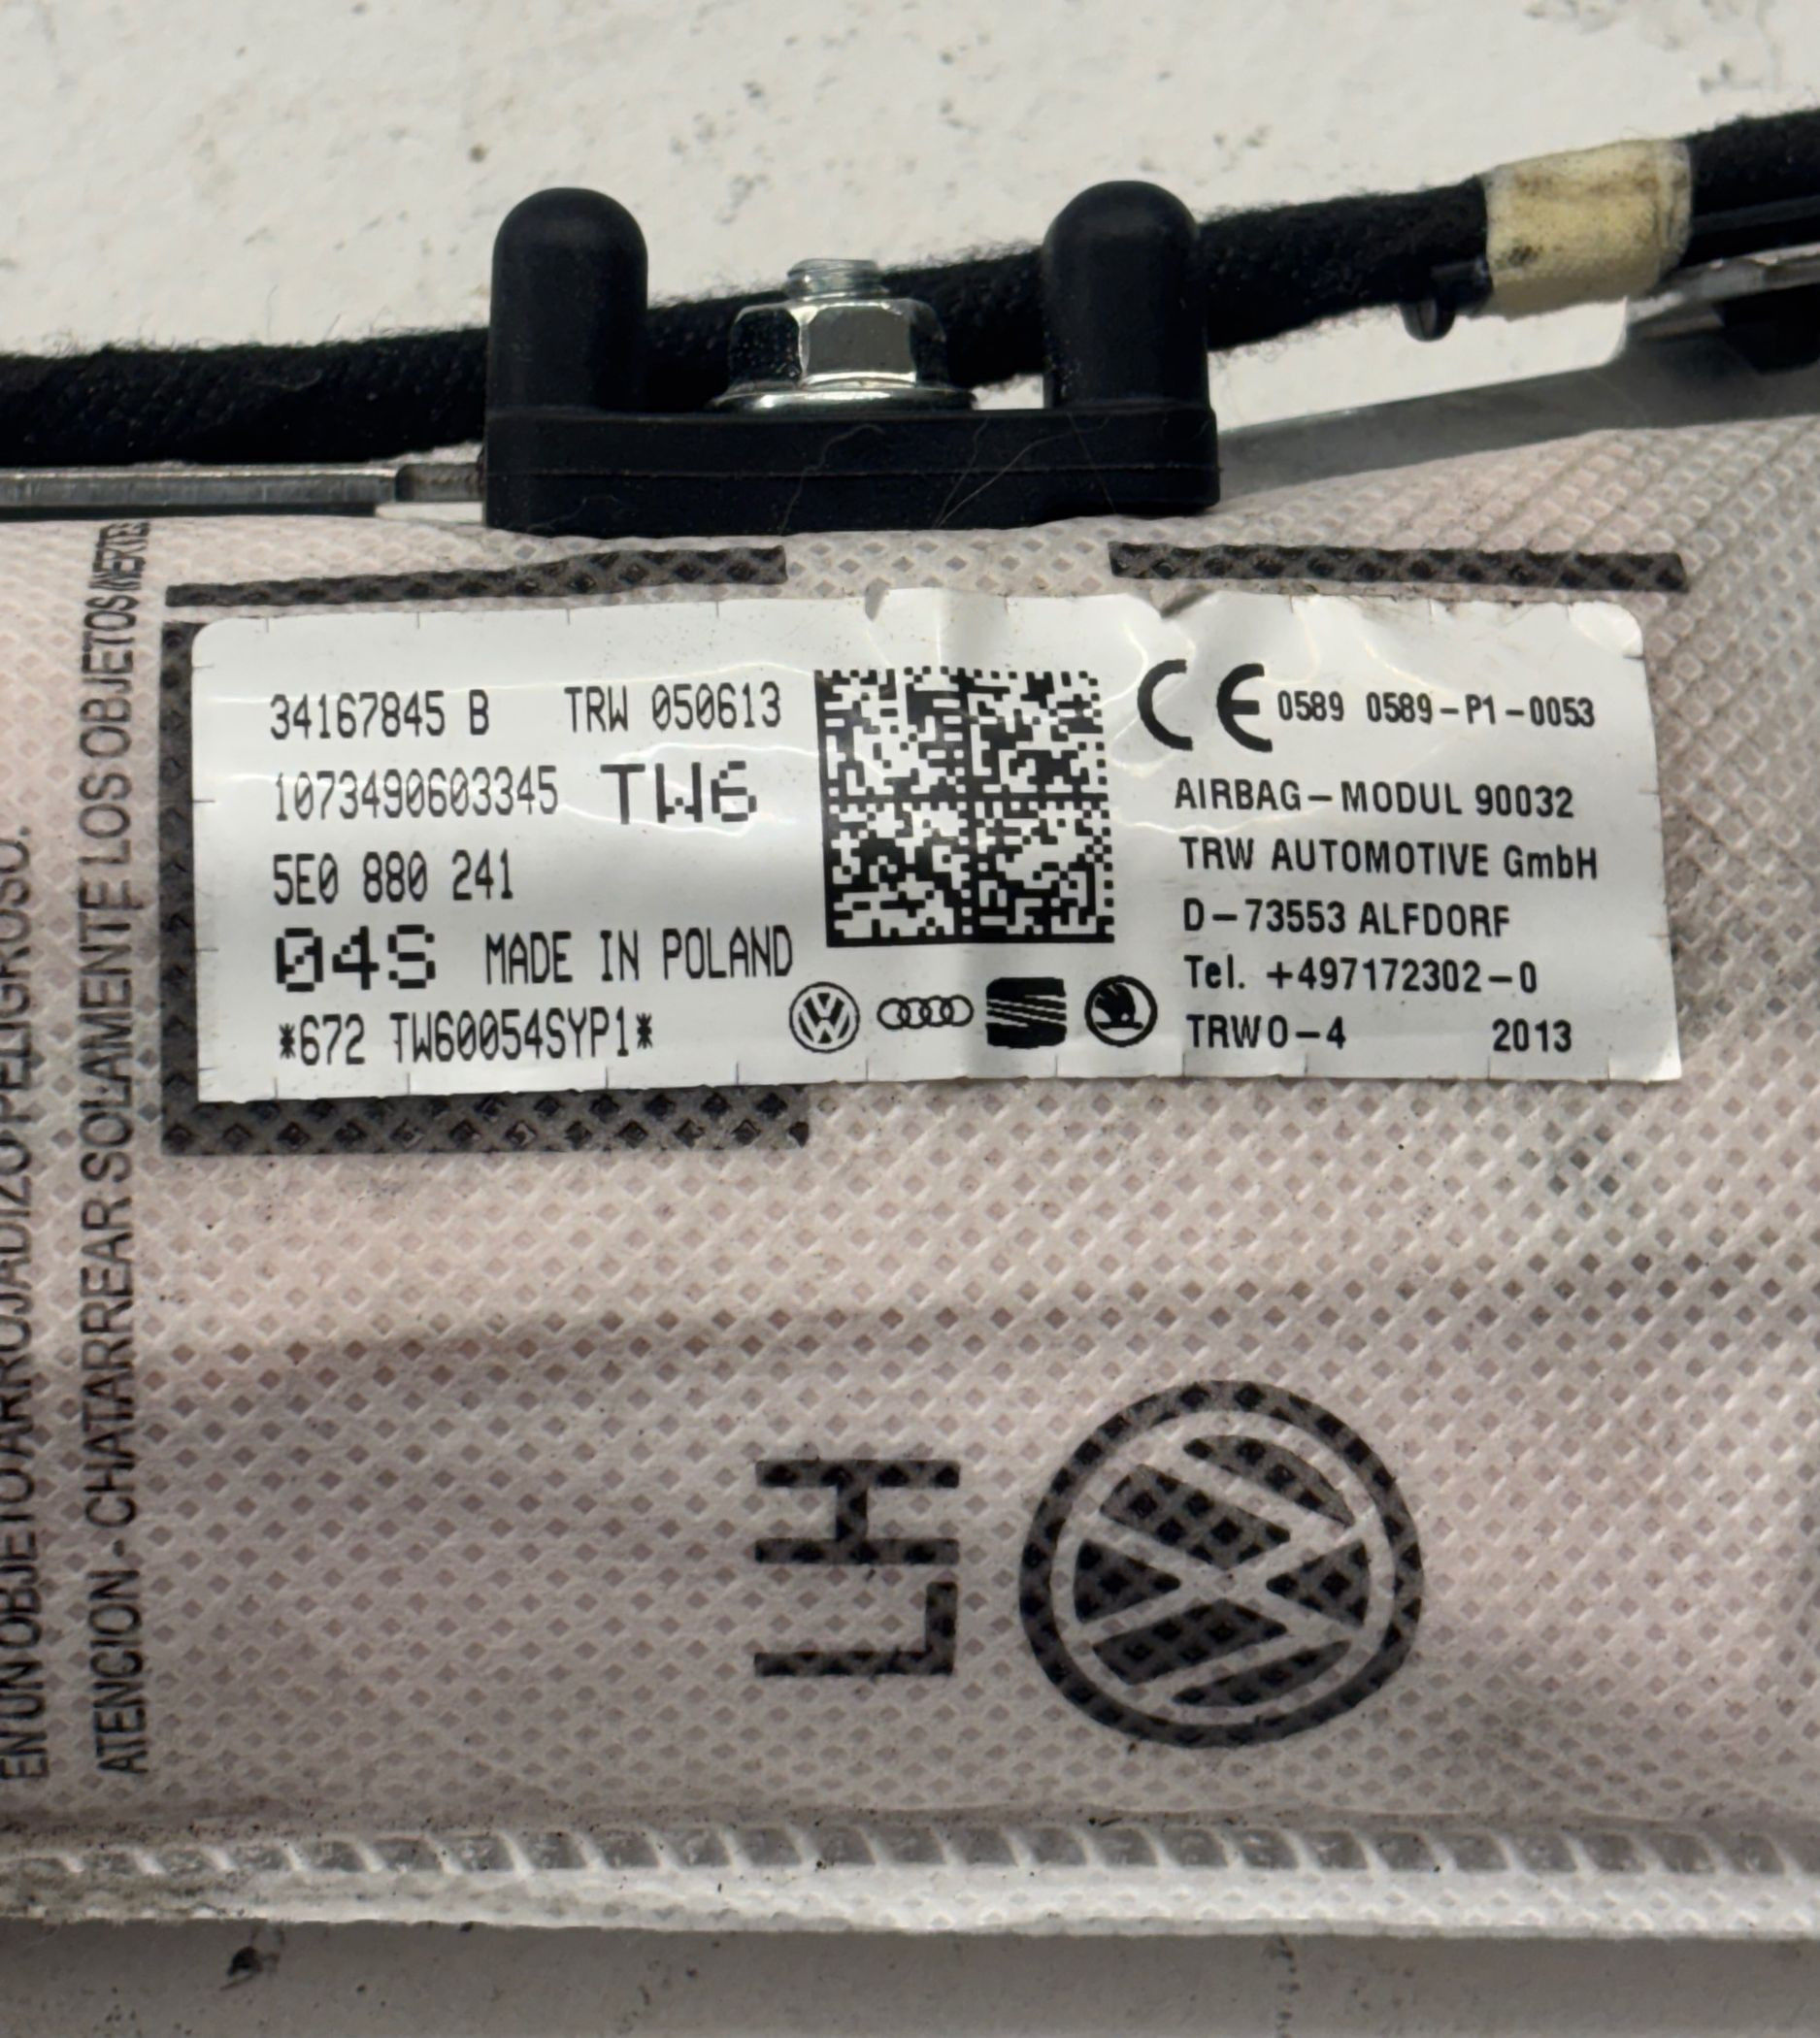 34167845 B TRW 050613
1073490603345 TW6
5E0 880 241
04S MADE IN POLAND
*672 TW60054SYP1*
CE 0589 0589-P1-0053
AIRBAG-MODUL 90032
TRW AUTOMOTIVE GmbH
D-73553 ALFDORF
Tel. +497172302-0
TRWO-4 2013
EN UN OBJETO ARROJADIZO PELIGROSO.
ATENCION - CHATARREAR SOLAMENTE LOS OBJETOS INERTES
LH